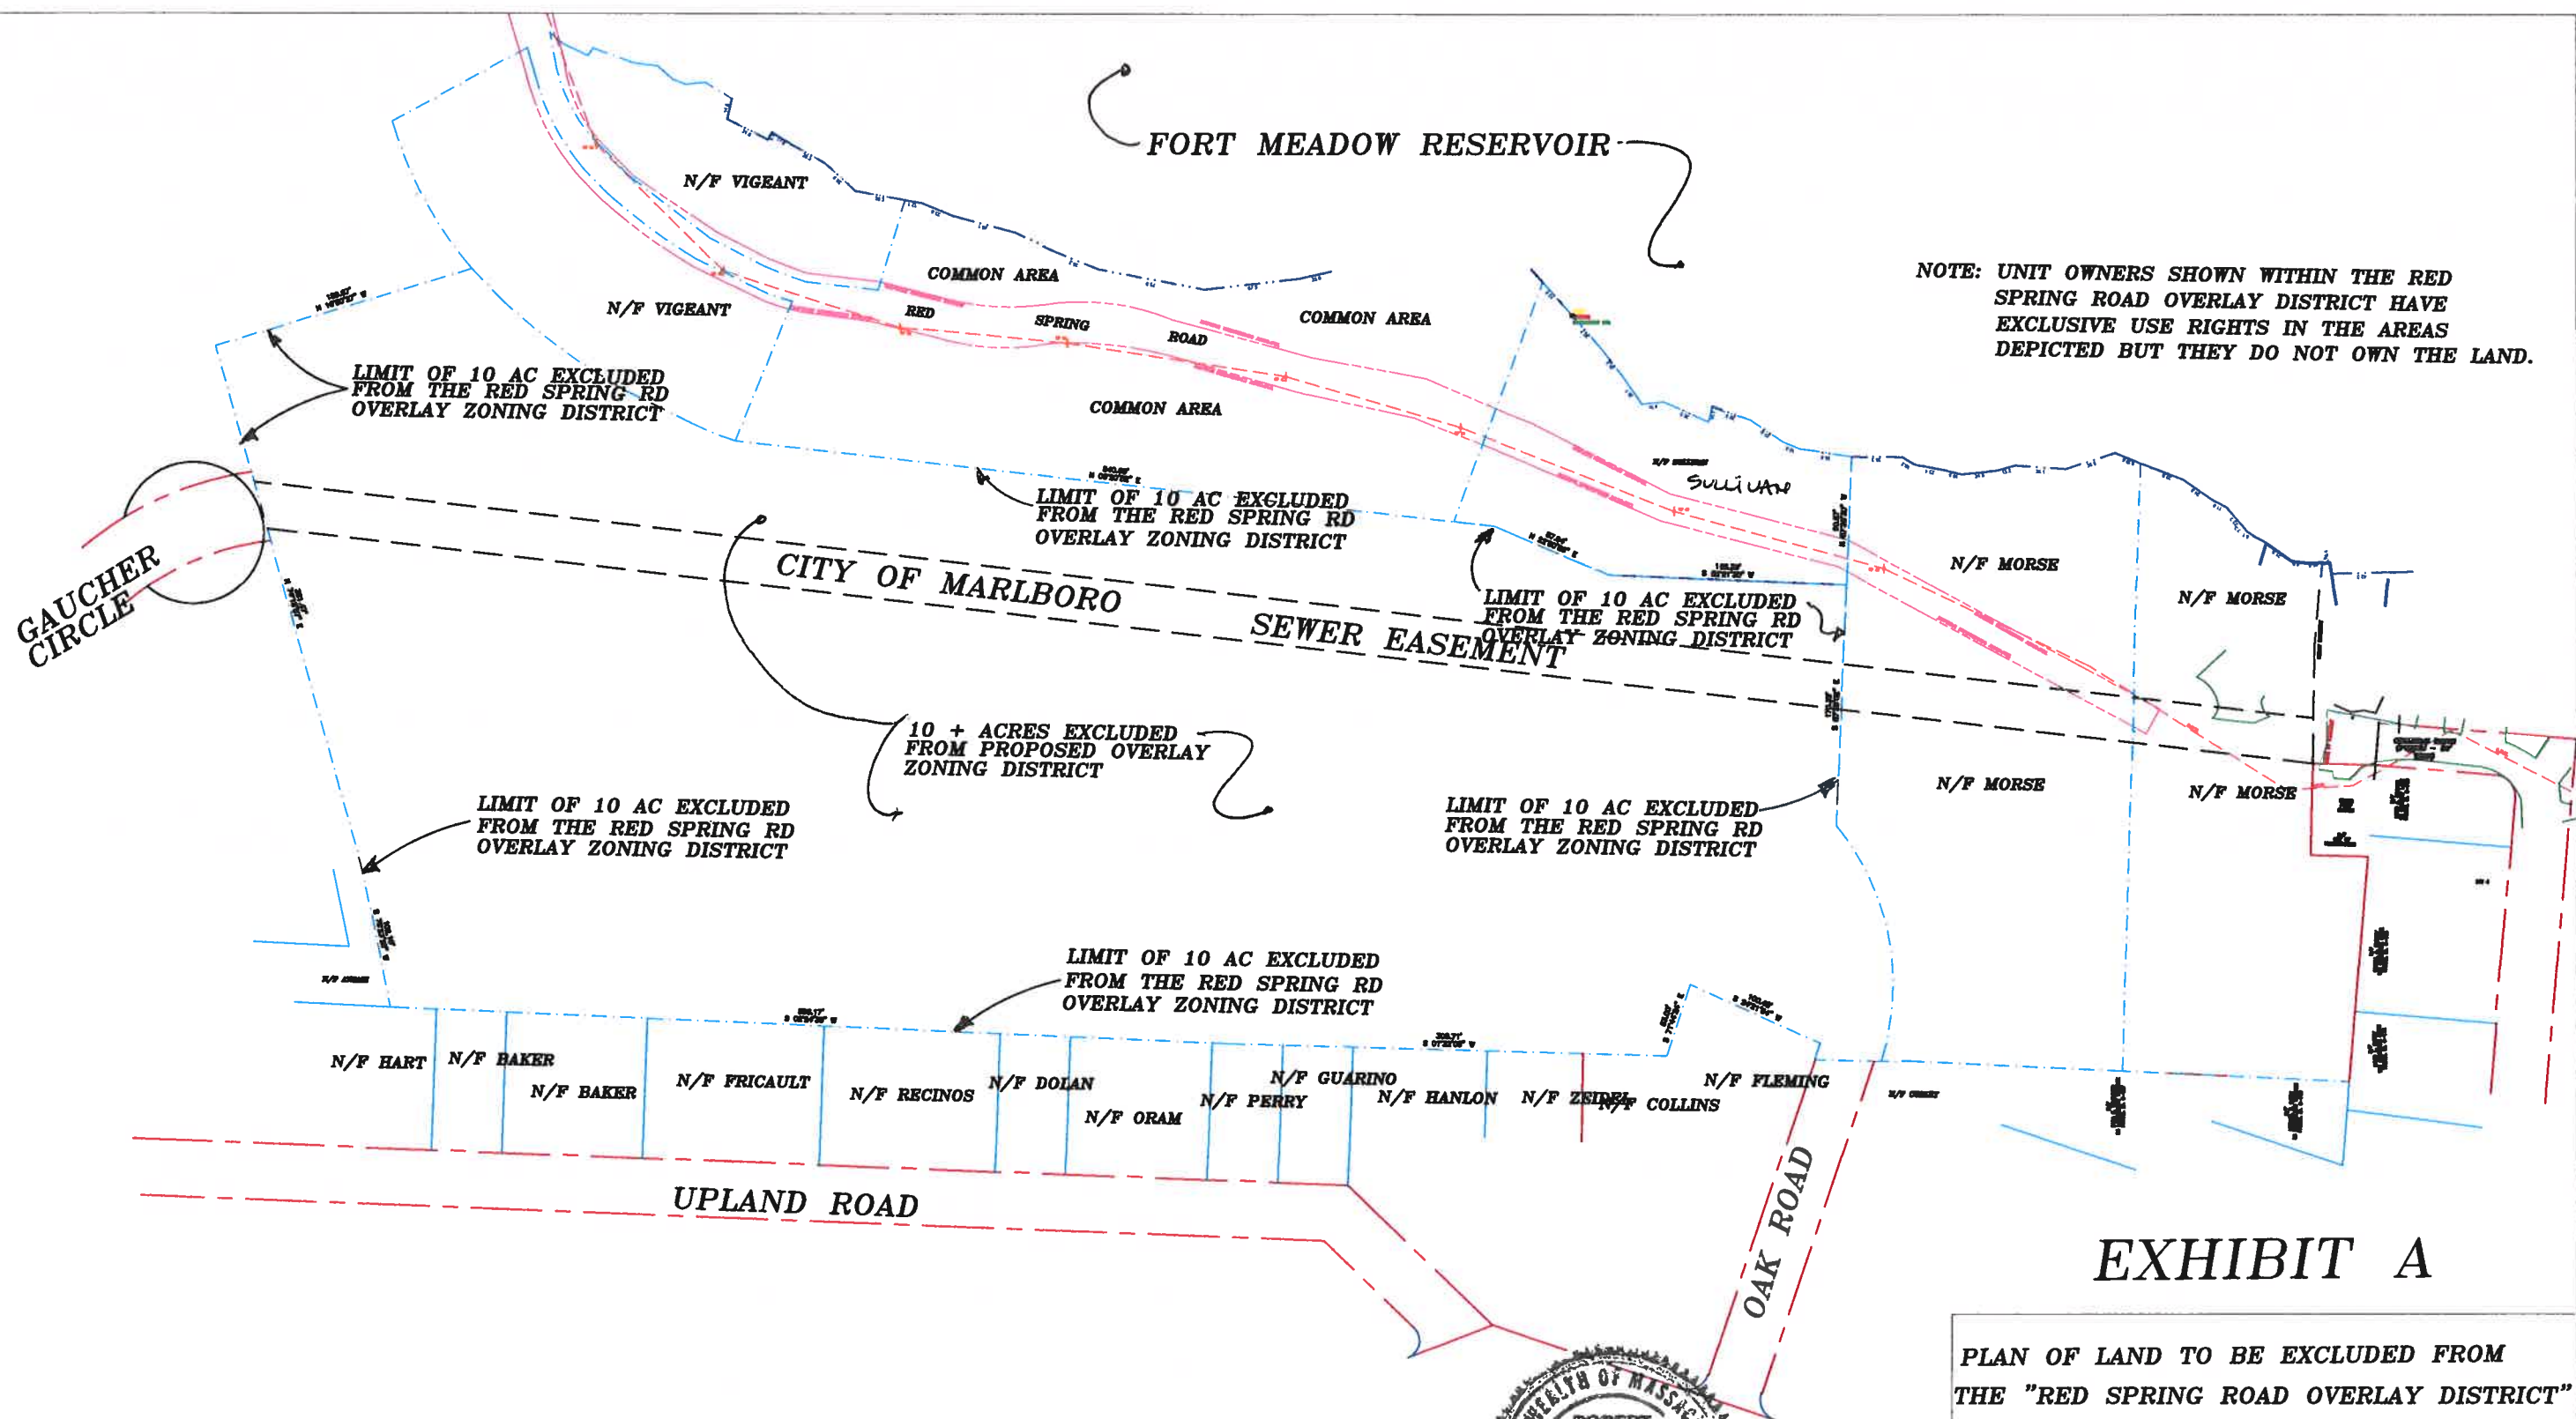 FORT MEADOW RESERVOIR
N/F VIGEANT
COMMON AREA
NOTE: UNIT OWNERS SHOWN WITHIN THE RED
SPRING ROAD OVERLAY DISTRICT HAVE
EXCLUSIVE USE RIGHTS IN THE AREAS
DEPICTED BUT THEY DO NOT OWN THE LAND.
N/F VIGEANT
RED
SPRING
ROAD
COMMON AREA
LIMIT OF 10 AC EXCLUDED
FROM THE RED SPRING RD
OVERLAY ZONING DISTRICT
COMMON AREA
SULLIVAN
LIMIT OF 10 AC EXCLUDED
FROM THE RED SPRING RD
OVERLAY ZONING DISTRICT
GAUCHER
CIRCLE
CITY OF MARLBORO
SEWER EASEMENT
LIMIT OF 10 AC EXCLUDED
FROM THE RED SPRING RD
OVERLAY ZONING DISTRICT
N/F MORSE
N/F MORSE
10 + ACRES EXCLUDED
FROM PROPOSED OVERLAY
ZONING DISTRICT
N/F MORSE
N/F MORSE
LIMIT OF 10 AC EXCLUDED
FROM THE RED SPRING RD
OVERLAY ZONING DISTRICT
LIMIT OF 10 AC EXCLUDED
FROM THE RED SPRING RD
OVERLAY ZONING DISTRICT
LIMIT OF 10 AC EXCLUDED
FROM THE RED SPRING RD
OVERLAY ZONING DISTRICT
N/F HART
N/F BAKER
N/F BAKER
N/F FRICAULT
N/F RECINOS
N/F DOLAN
N/F ORAM
N/F PERRY
N/F GUARINO
N/F HANLON
N/F ZEIDEL
N/F COLLINS
N/F FLEMING
UPLAND ROAD
OAK ROAD
EXHIBIT A
PLAN OF LAND TO BE EXCLUDED FROM
THE "RED SPRING ROAD OVERLAY DISTRICT"